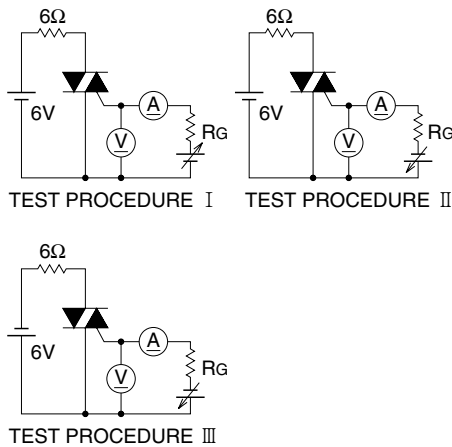 6Ω 6Ω
6V A V RG 6V A V RG
TEST PROCEDURE Ⅰ TEST PROCEDURE Ⅱ
6Ω
6V A V RG
TEST PROCEDURE Ⅲ